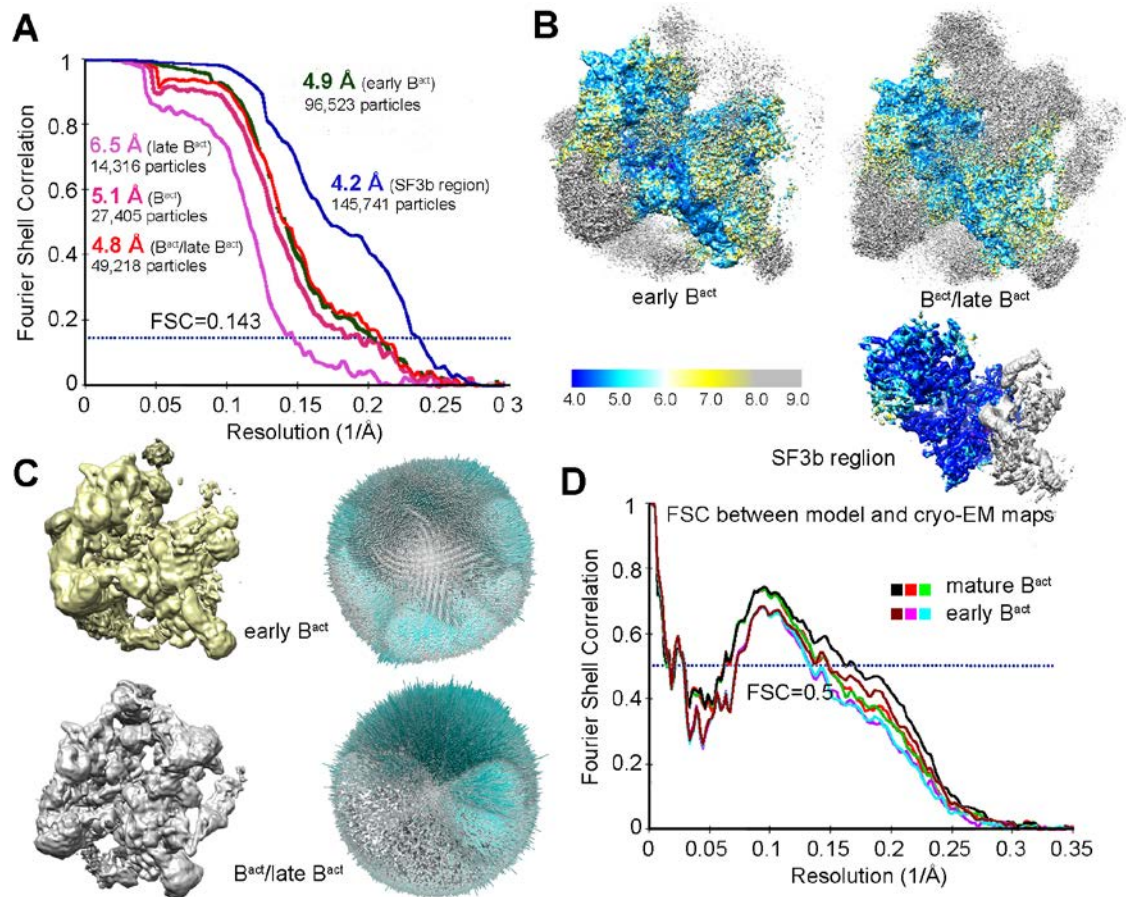 A
4.9 Å (early Bact)
96,523 particles
6.5 Å (late Bact)
14,316 particles
5.1 Å (Bact)
27,405 particles
4.8 Å (Bact/late Bact)
49,218 particles
4.2 Å (SF3b region)
145,741 particles
FSC=0.143
Fourier Shell Correlation
1
0.8
0.6
0.4
0.2
0
0 0.05 0.1 0.15 0.2 0.25 0.3
Resolution (1/Å)
B
early Bact
Bact/late Bact
4.0 5.0 6.0 7.0 8.0 9.0
SF3b reglion
C
early Bact
Bact/late Bact
D
FSC between model and cryo-EM maps
mature Bact
early Bact
FSC=0.5
Fourier Shell Correlation
1
0.8
0.6
0.4
0.2
0
0 0.05 0.1 0.15 0.2 0.25 0.3 0.35
Resolution (1/Å)